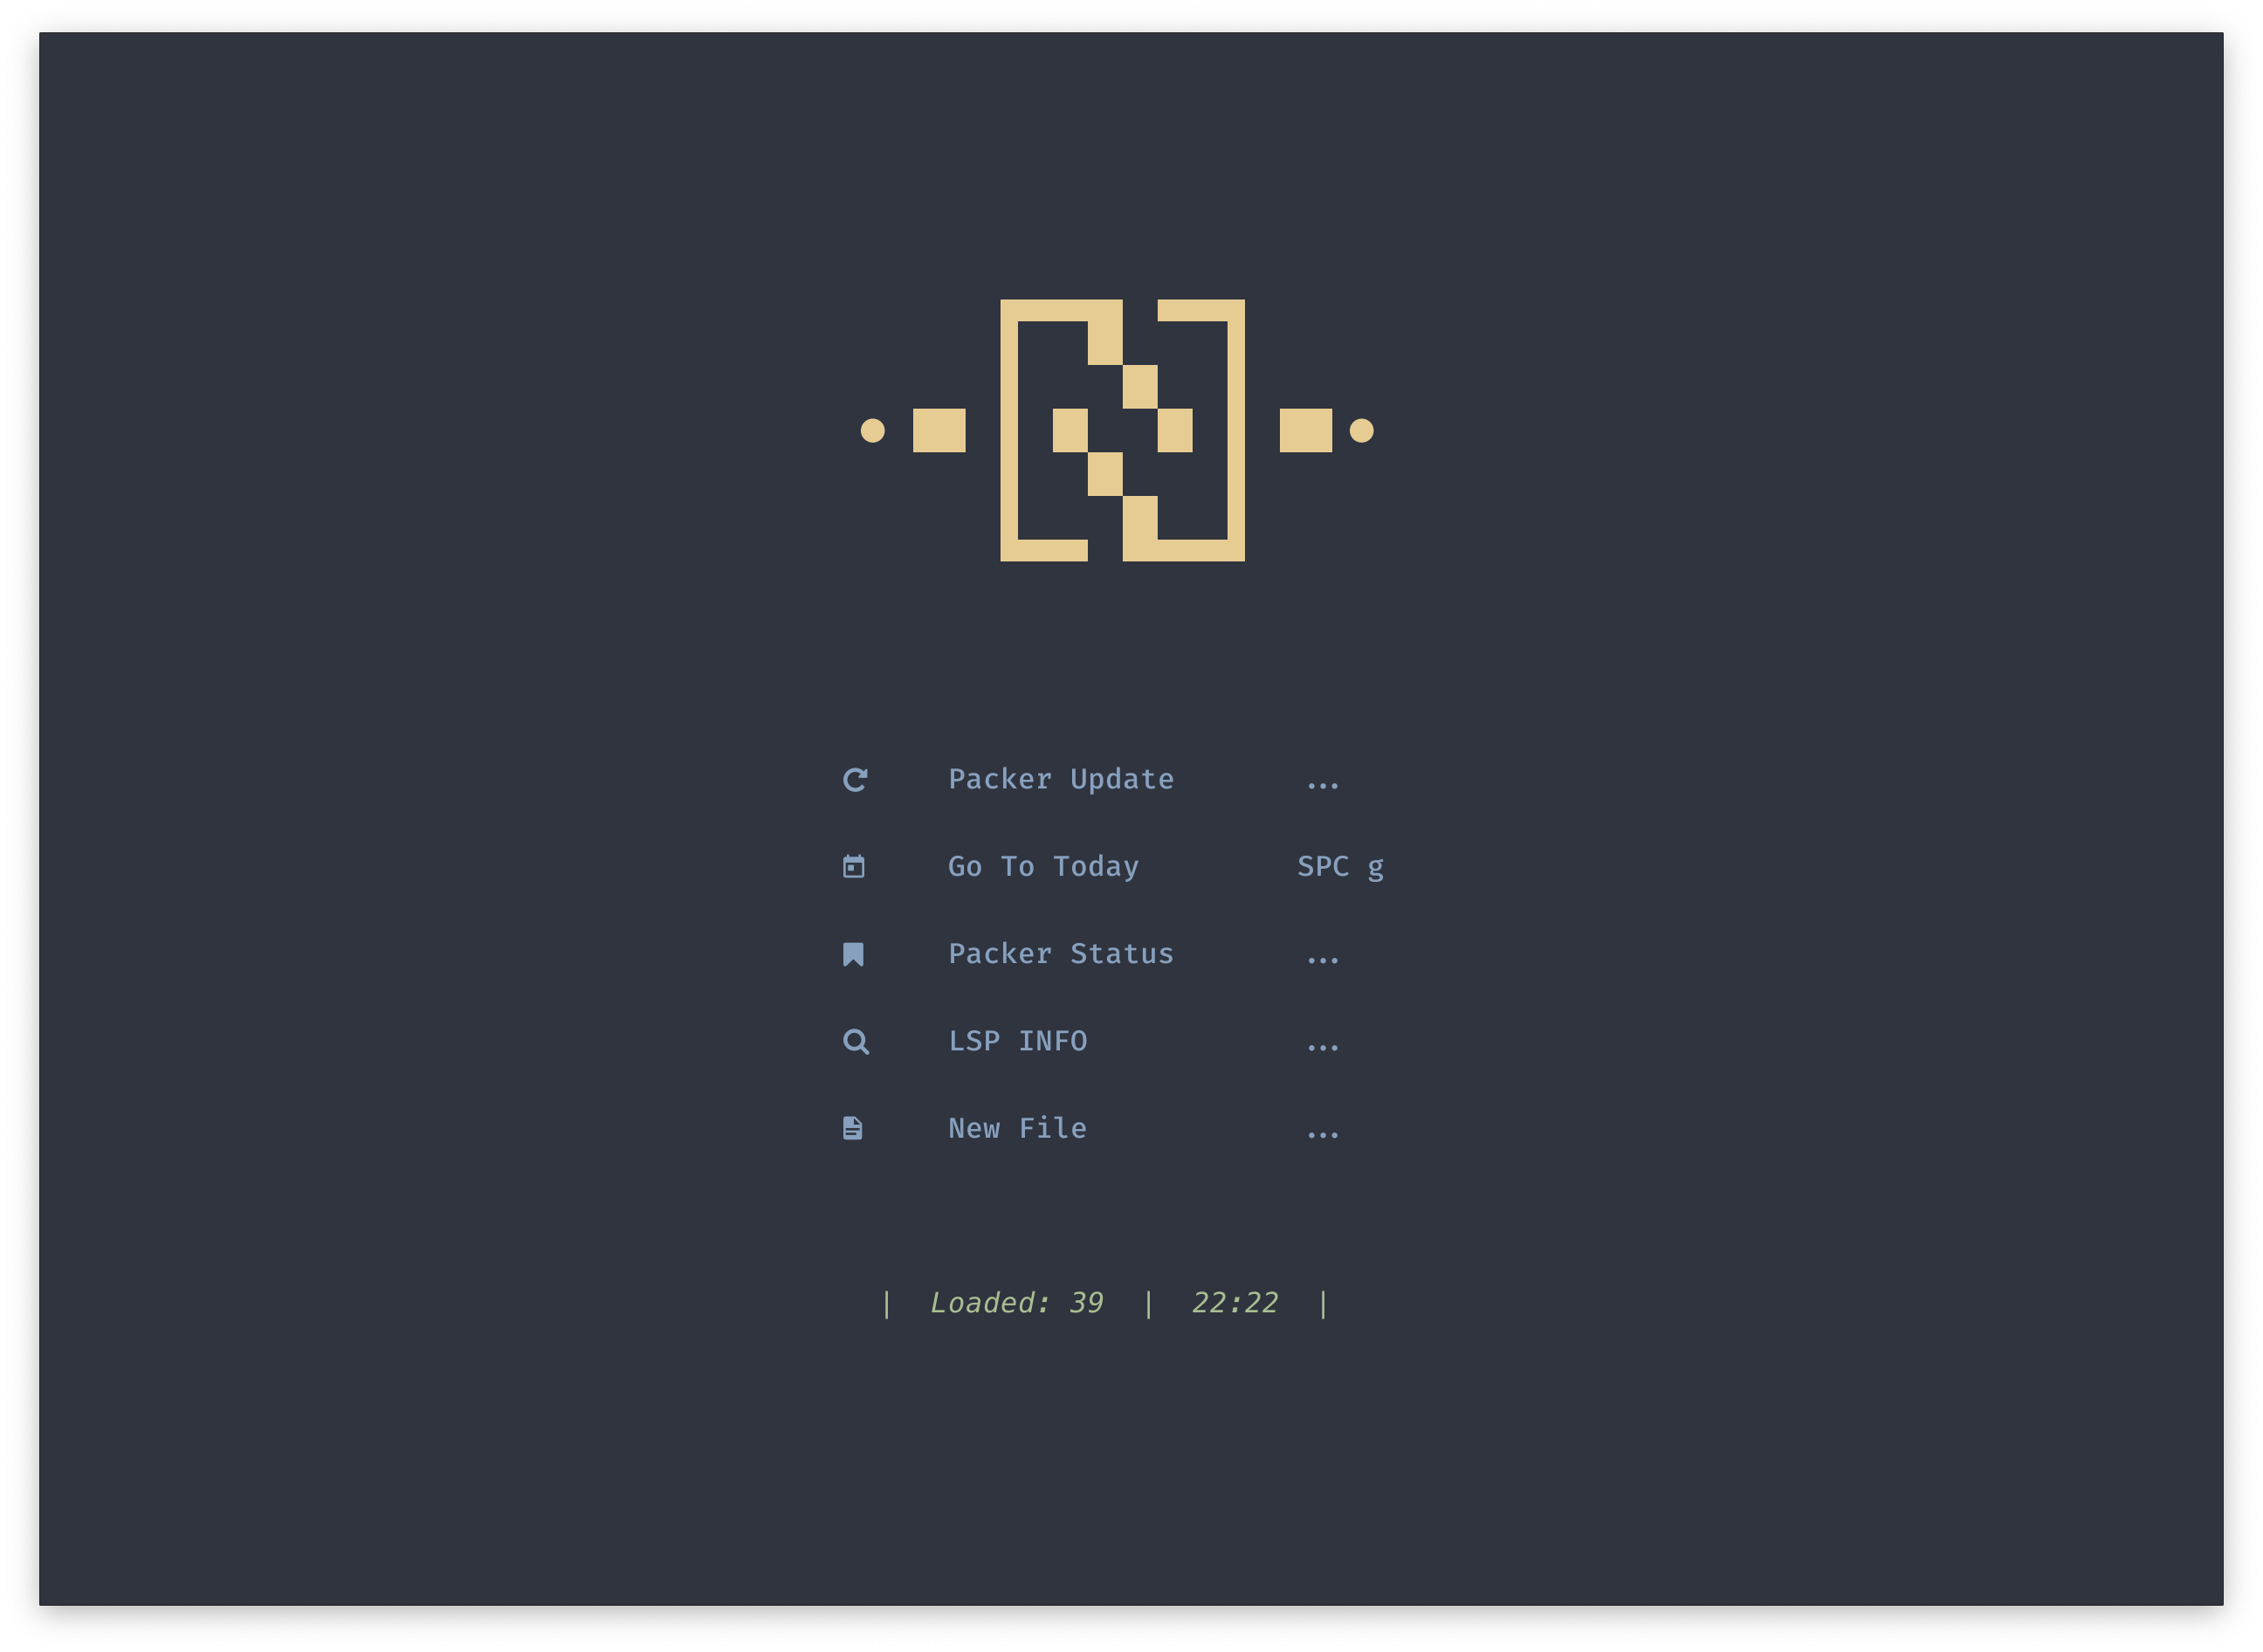 Packer Update ...
Go To Today SPC g
Packer Status ...
LSP INFO ...
New File ...
| Loaded: 39 | 22:22 |